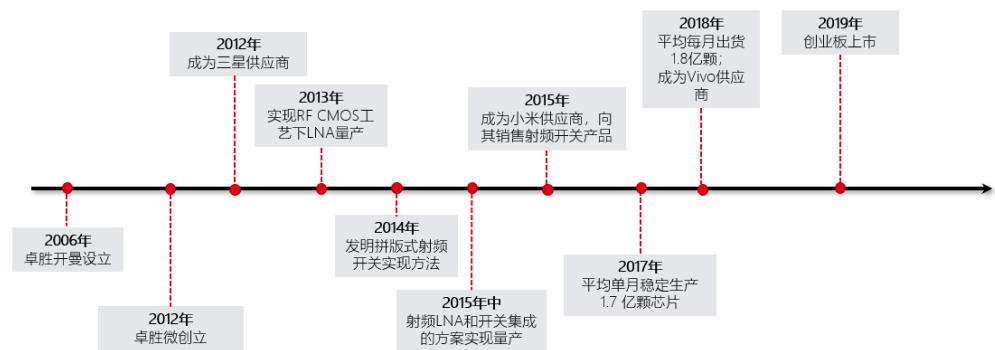 2006年
卓胜开曼设立
2012年
卓胜微创立
2012年
成为三星供应商
2013年
实现RF CMOS工
艺下LNA量产
2014年
发明拼版式射频
开关实现方法
2015年中
射频LNA和开关集成
的方案实现量产
2015年
成为小米供应商，向
其销售射频开关产品
2017年
平均单月稳定生产
1.7 亿颗芯片
2018年
平均每月出货
1.8亿颗；
成为Vivo供应
商
2019年
创业板上市